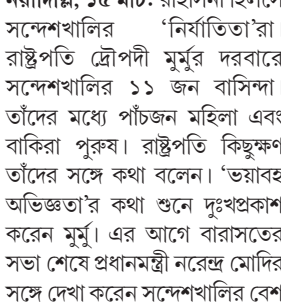 নয়াদিল্লি, ১৫ মার্চ: রাইসিনা হিলসে
সন্দেশখালির ‘নির্যাতিতা’রা।
রাষ্ট্রপতি দ্রৌপদী মুর্মুর দরবারে
সন্দেশখালির ১১ জন বাসিন্দা।
তাঁদের মধ্যে পাঁচজন মহিলা এবং
বাকিরা পুরুষ। রাষ্ট্রপতি কিছুক্ষণ
তাঁদের সঙ্গে কথা বলেন। ‘ভয়াবহ
অভিজ্ঞতা’র কথা শুনে দুঃখপ্রকাশ
করেন মুর্মু। এর আগে বারাসতের
সভা শেষে প্রধানমন্ত্রী নরেন্দ্র মোদির
সঙ্গে দেখা করেন সন্দেশখালির বেশ